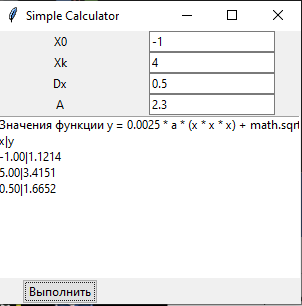 Simple Calculator
X0 -1
Xk 4
Dx 0.5
A 2.3
Значения функции y = 0.0025 * a * (x * x * x) + math.sqrt
x|y
-1.00|1.1214
5.00|3.4151
0.50|1.6652
Выполнить